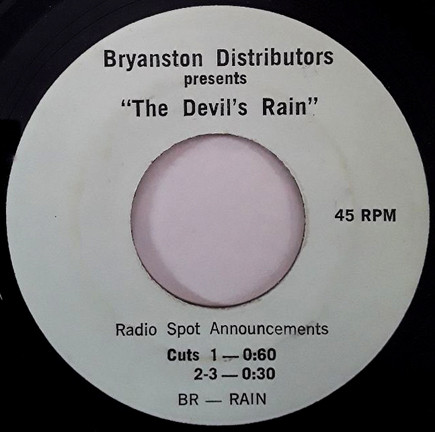 Bryanston Distributors
presents
"The Devil's Rain"
45 RPM
Radio Spot Announcements
Cuts 1 — 0:60
2-3 — 0:30
BR — RAIN